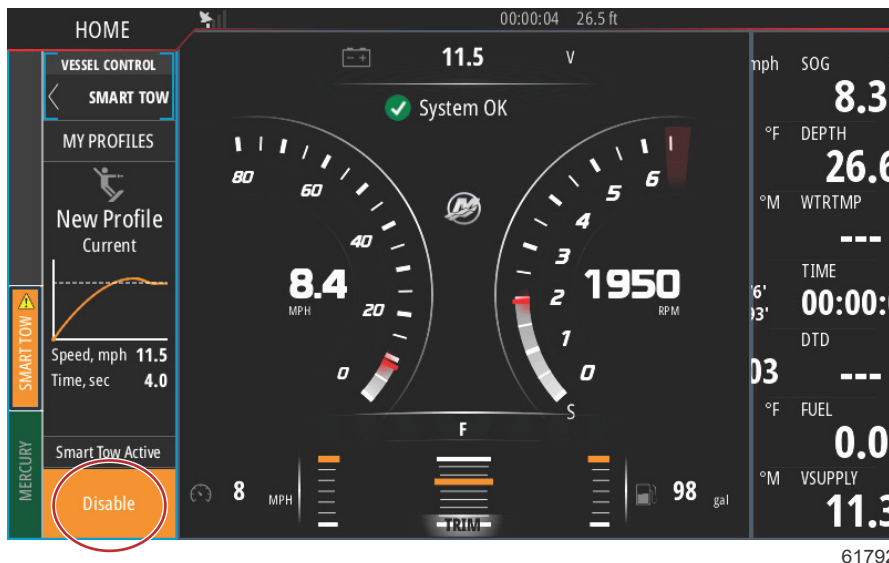 HOME
00:00:04 26.5 ft
VESSEL CONTROL
SMART TOW
MY PROFILES
New Profile
Current
Speed, mph 11.5
Time, sec 4.0
Smart Tow Active
Disable
SMART TOW
MERCURY
11.5 V
System OK
80
60
40
20
0
8.4
MPH
6
5
4
3
2
1
0
S
1950
RPM
F
8 MPH
TRIM
98 gal
mph SOG
8.3
°F DEPTH
26.6
°M WTRTMP
---
TIME
6'
93'
00:00:
DTD
03 ---
°F FUEL
0.0
°M VSUPPLY
11.3
61792